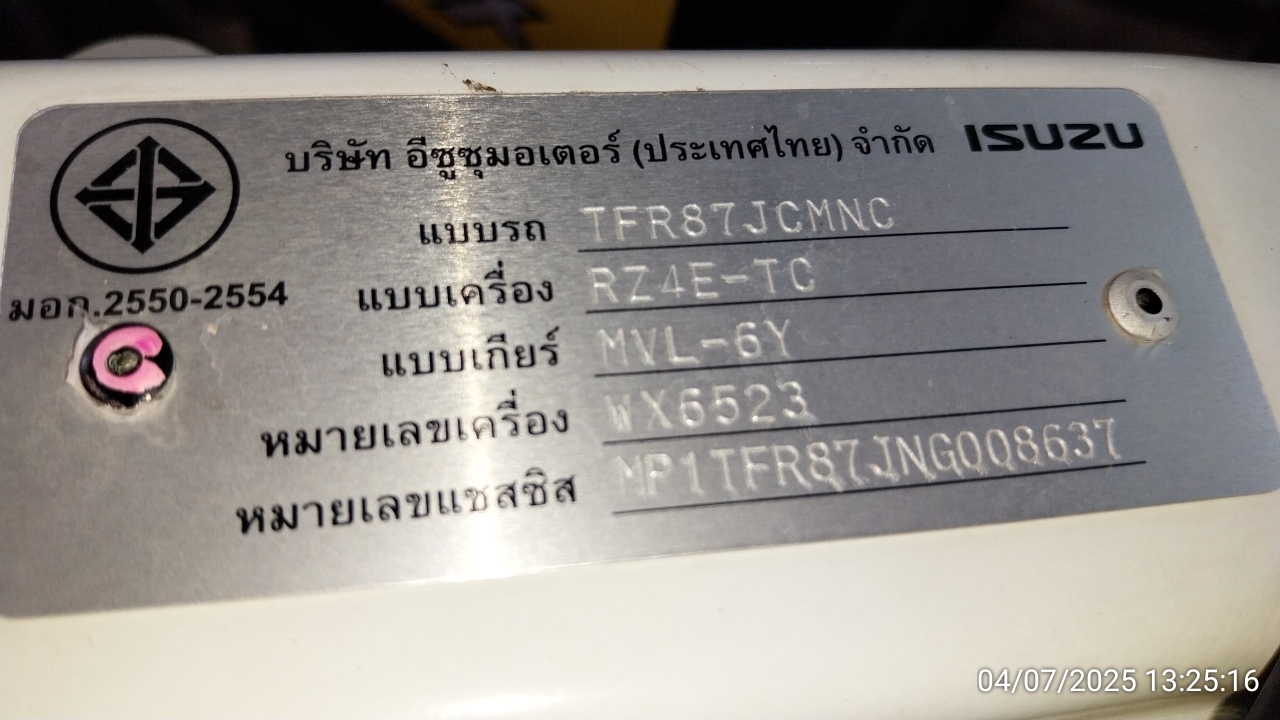 บริษัท อีซูซุมอเตอร์ (ประเทศไทย) จำกัด ISUZU
แบบรถ TFR87JCMNC
มอก.2550-2554
แบบเครื่อง RZ4E-TC
แบบเกียร์ MVL-6Y
หมายเลขเครื่อง WX6523
หมายเลขแชสซิส MP1TFR87JNG008637
04/07/2025 13:25:16